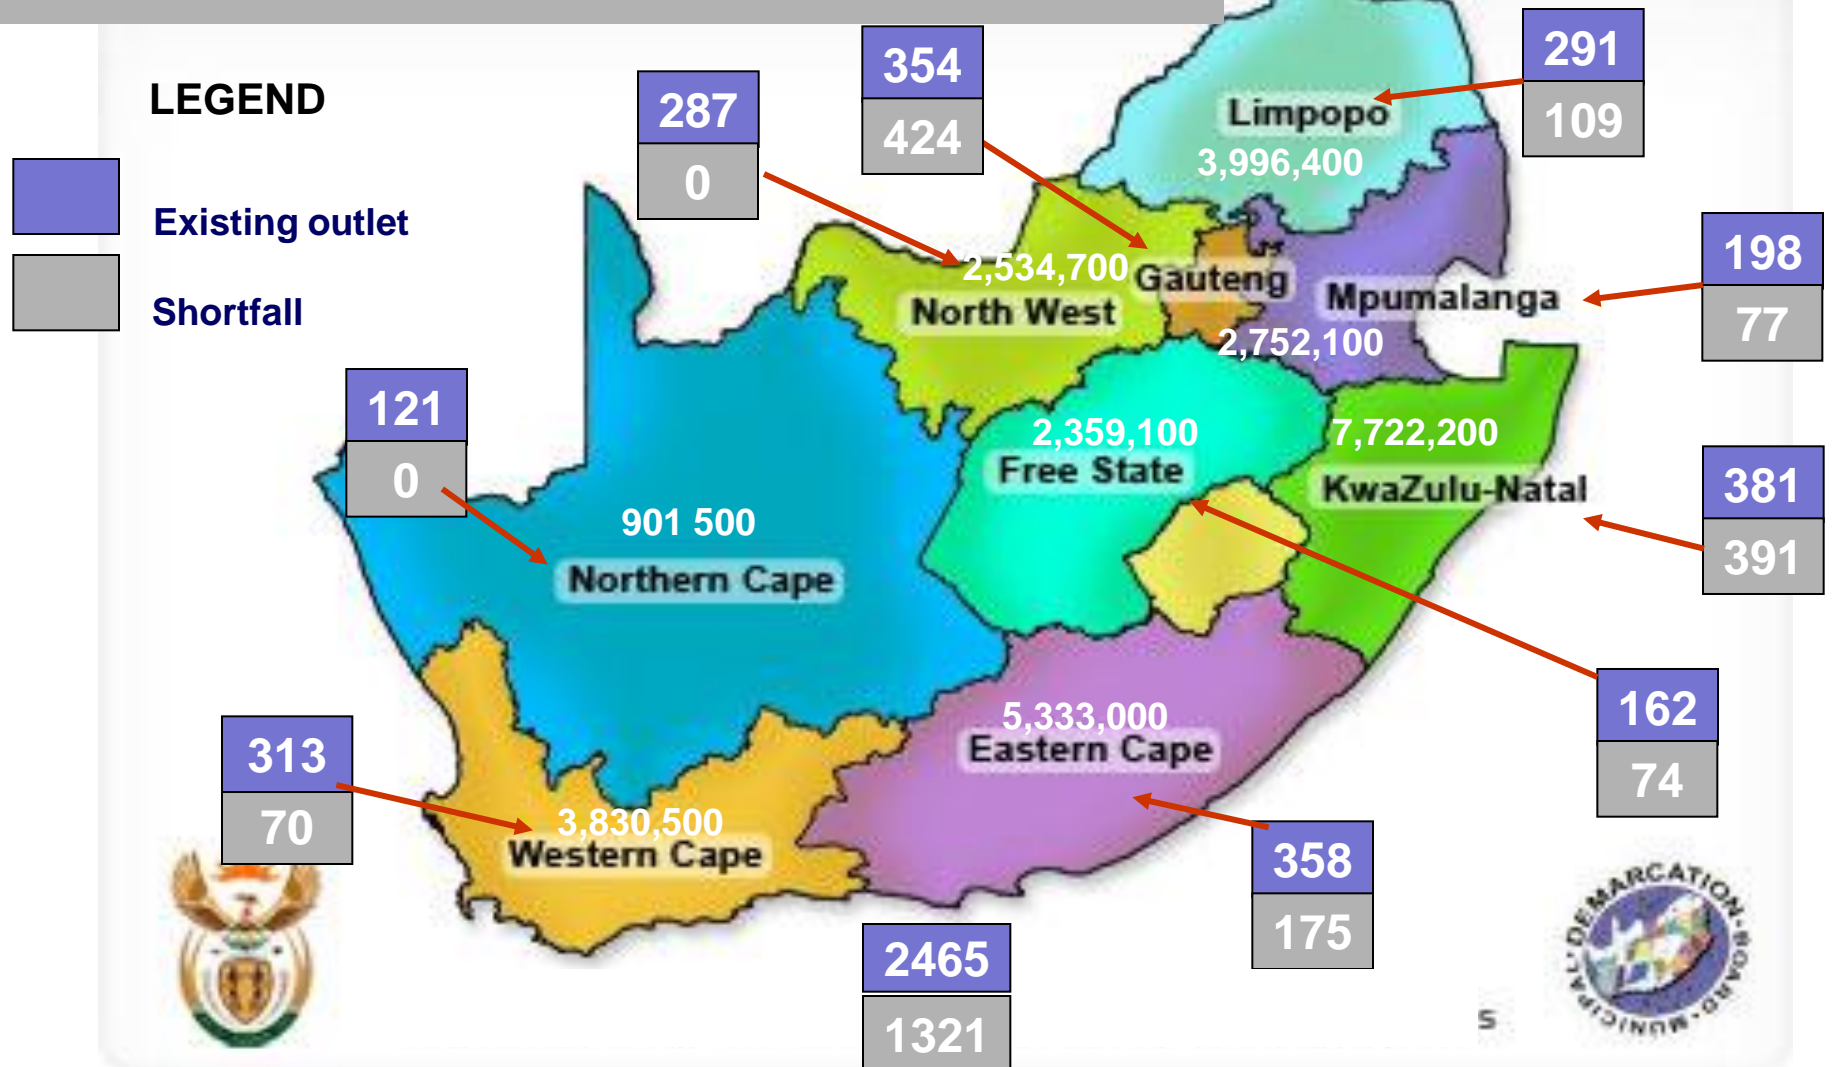 LEGEND
Existing outlet
Shortfall
287
0
354
424
291
109
Limpopo
3,996,400
198
77
2,534,700
North West
Gauteng
Mpumalanga
2,752,100
121
0
2,359,100
Free State
7,722,200
KwaZulu-Natal
381
391
901 500
Northern Cape
162
74
5,333,000
Eastern Cape
313
70
3,830,500
Western Cape
358
175
2465
1321
s
MUNICIPAL·DEMARCATION·BOARD·